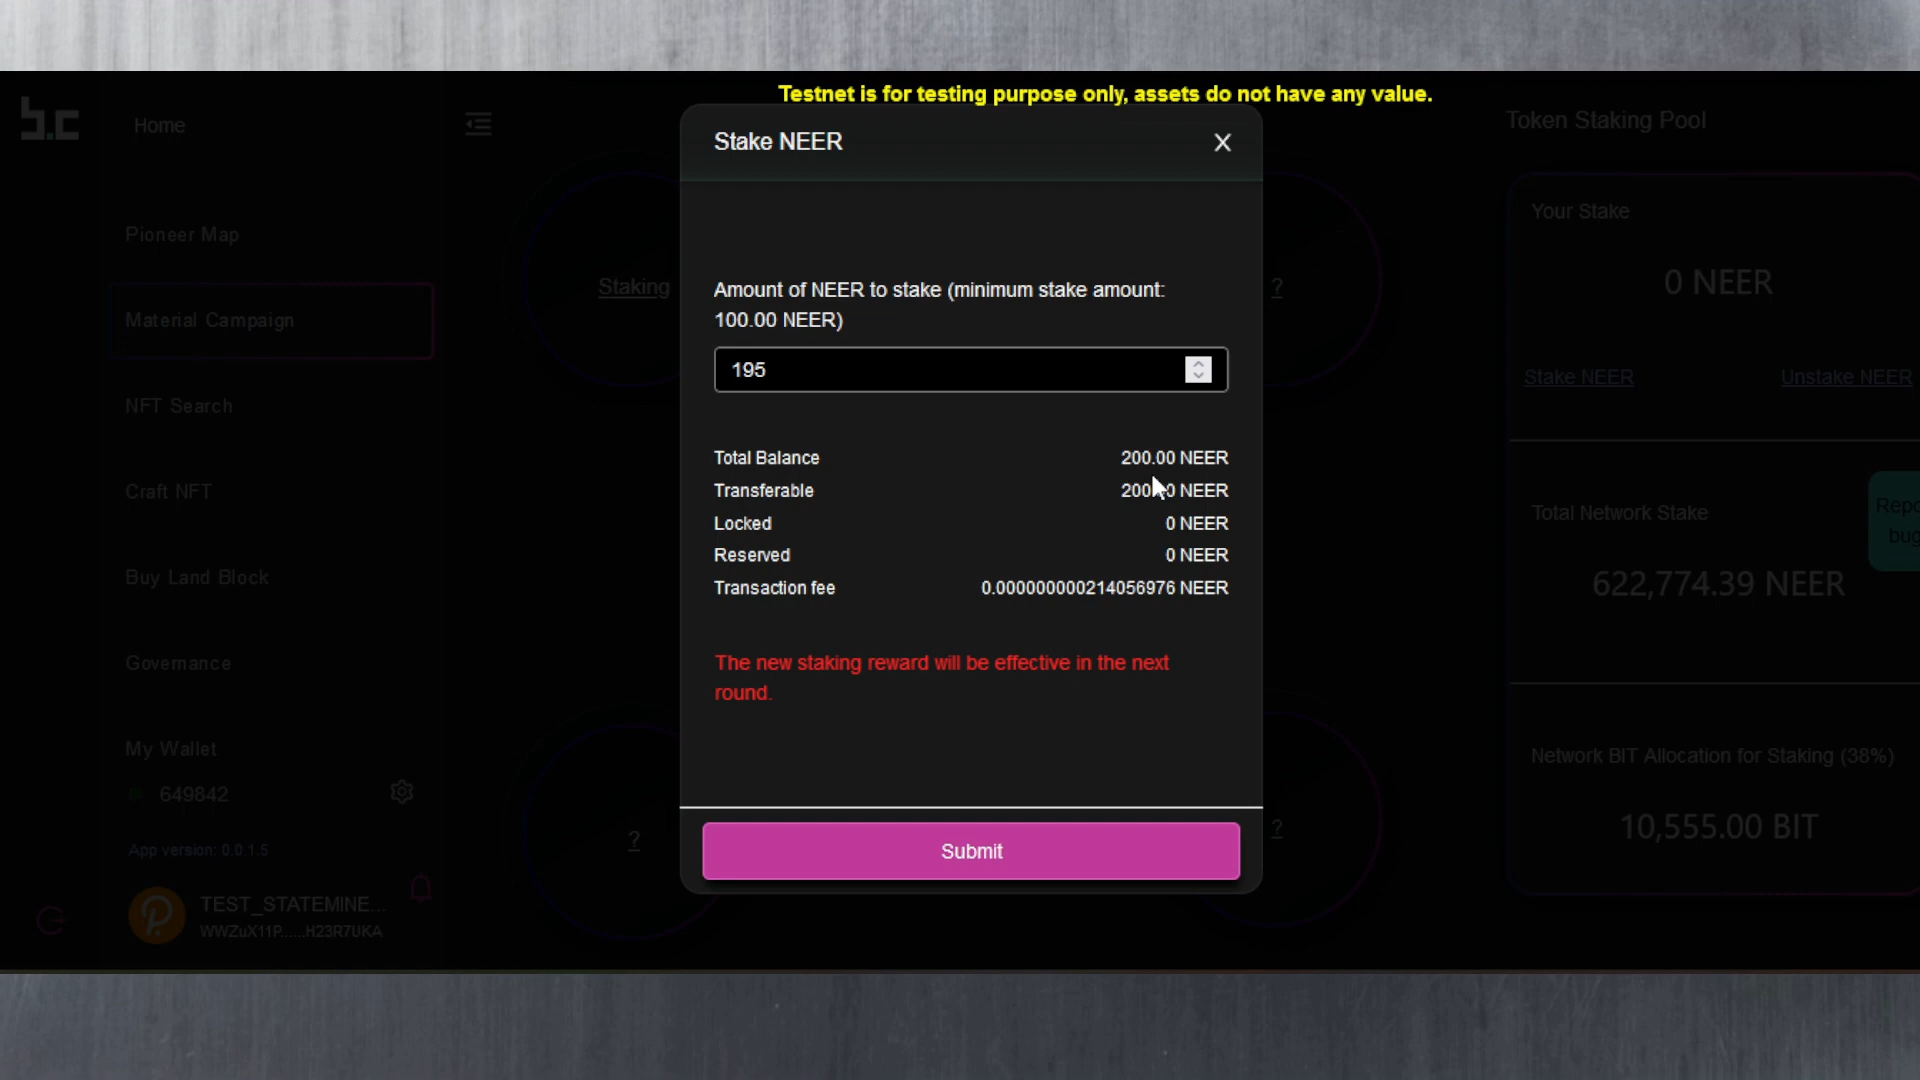 Testnet is for testing purpose only, assets do not have any value.
b.c
Home
Pioneer Map
Material Campaign
NFT Search
Craft NFT
Buy Land Block
Governance
My Wallet
649842
App version: 0.0.1.5
TEST_STATEMINE...
WWZuX11P......H23R7UKA
Staking
?
?
?
Stake NEER
X
Amount of NEER to stake (minimum stake amount:
100.00 NEER)
195
Total Balance 200.00 NEER
Transferable NEER
Locked 0 NEER
Reserved 0 NEER
Transaction fee 0.000000000214056976 NEER
The new staking reward will be effective in the next
round.
Submit
Token Staking Pool
Your Stake
0 NEER
Stake NEER Unstake NEER
Total Network Stake
622,774.39 NEER
Network BIT Allocation for Staking (38%)
10,555.00 BIT